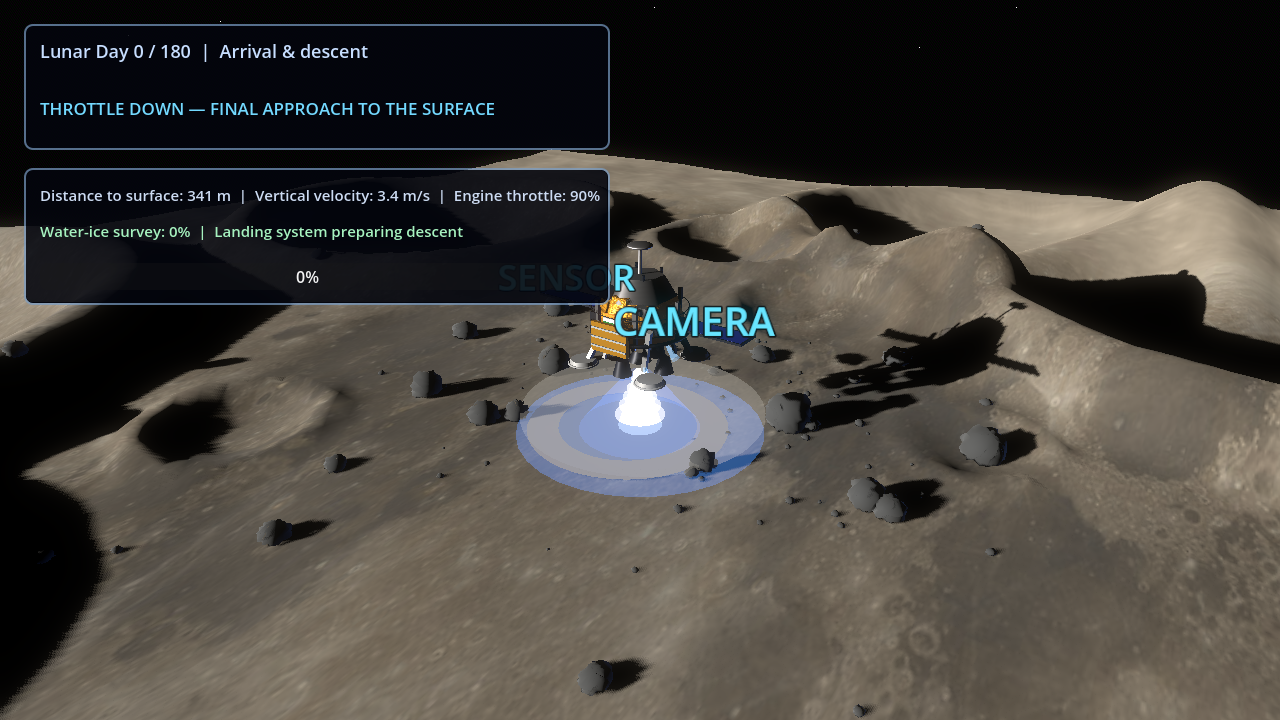 Lunar Day 0 / 180 | Arrival & descent
THROTTLE DOWN — FINAL APPROACH TO THE SURFACE
Distance to surface: 341 m | Vertical velocity: 3.4 m/s | Engine throttle: 90%
Water-ice survey: 0% | Landing system preparing descent
0%
SENSOR
CAMERA